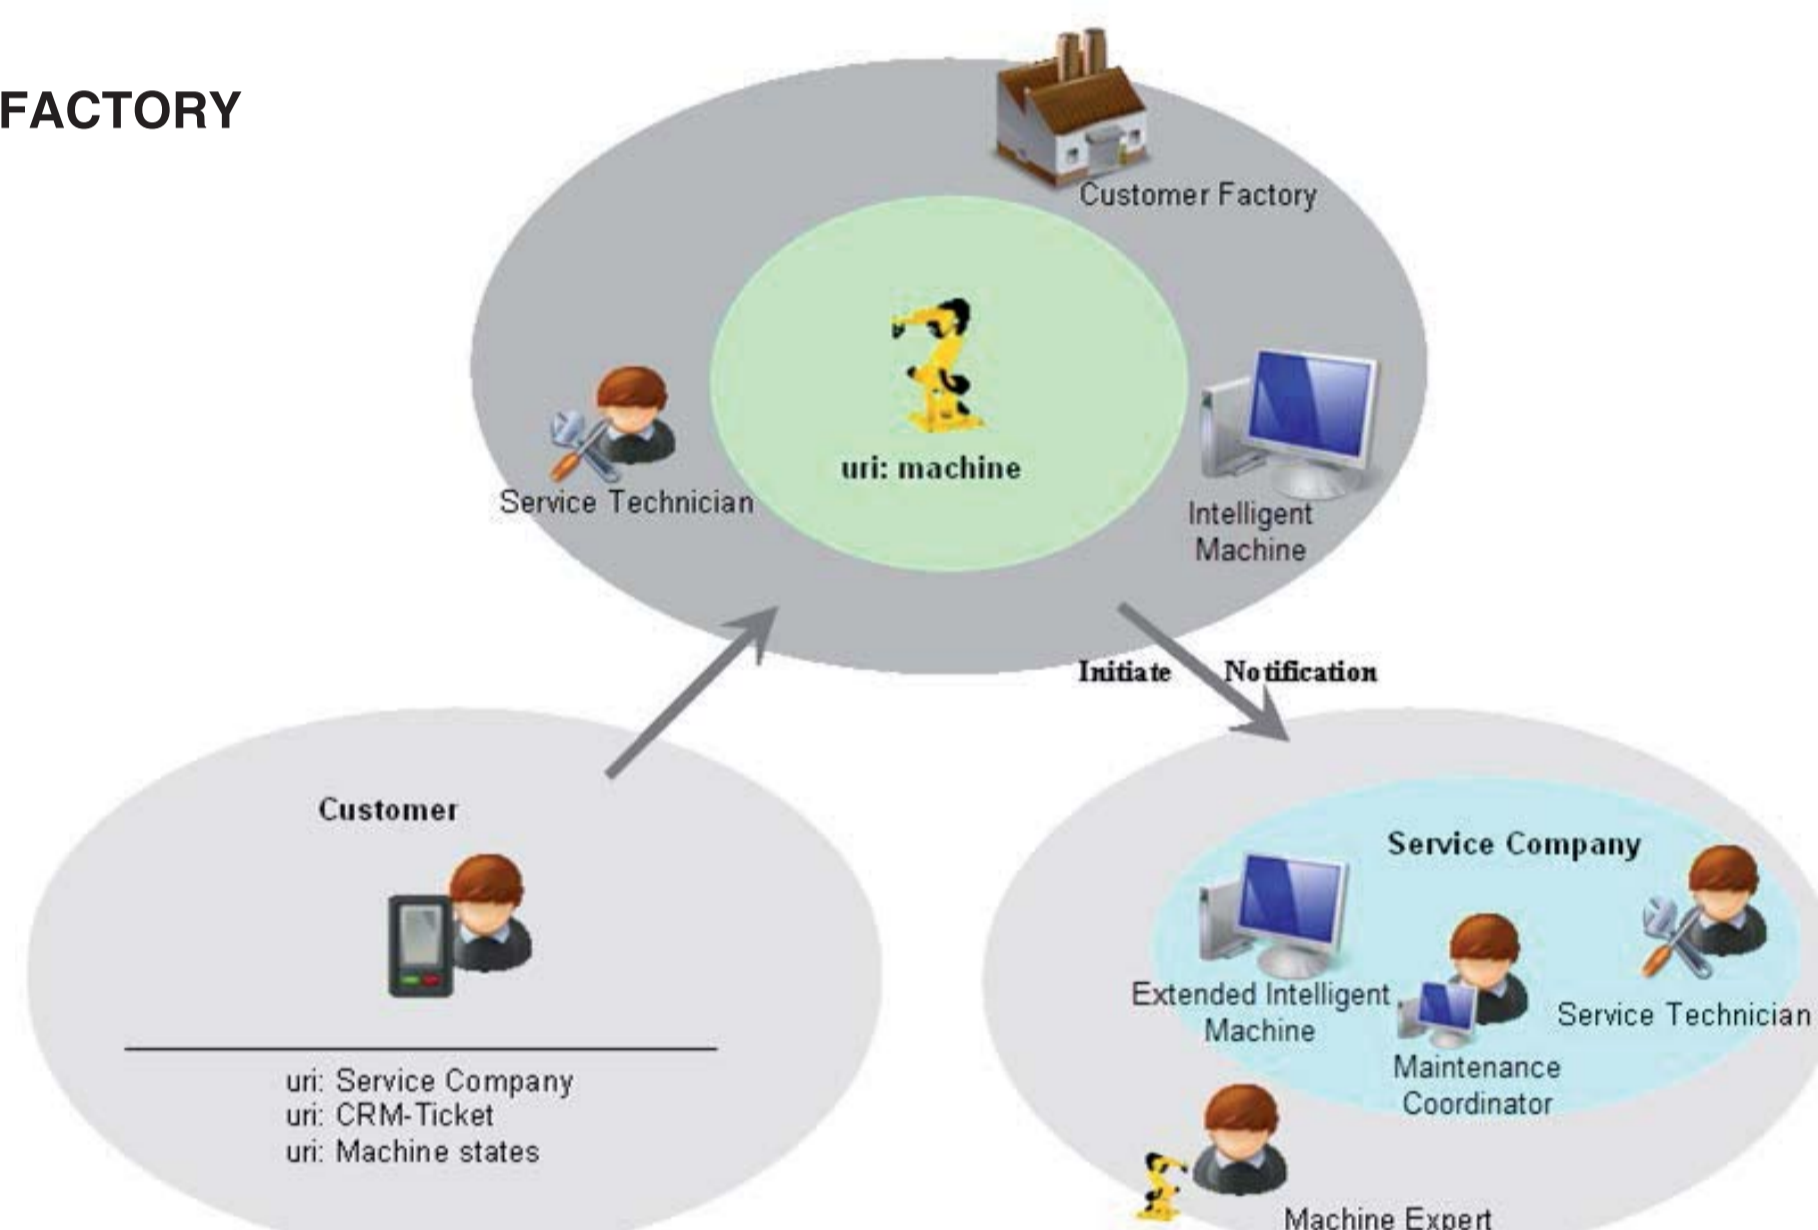 FACTORY
Customer Factory
uri: machine
Service Technician
Intelligent
Machine
Initiate Notification
Customer
uri: Service Company
uri: CRM-Ticket
uri: Machine states
Service Company
Extended Intelligent
Machine
Maintenance
Coordinator
Service Technician
Machine Expert